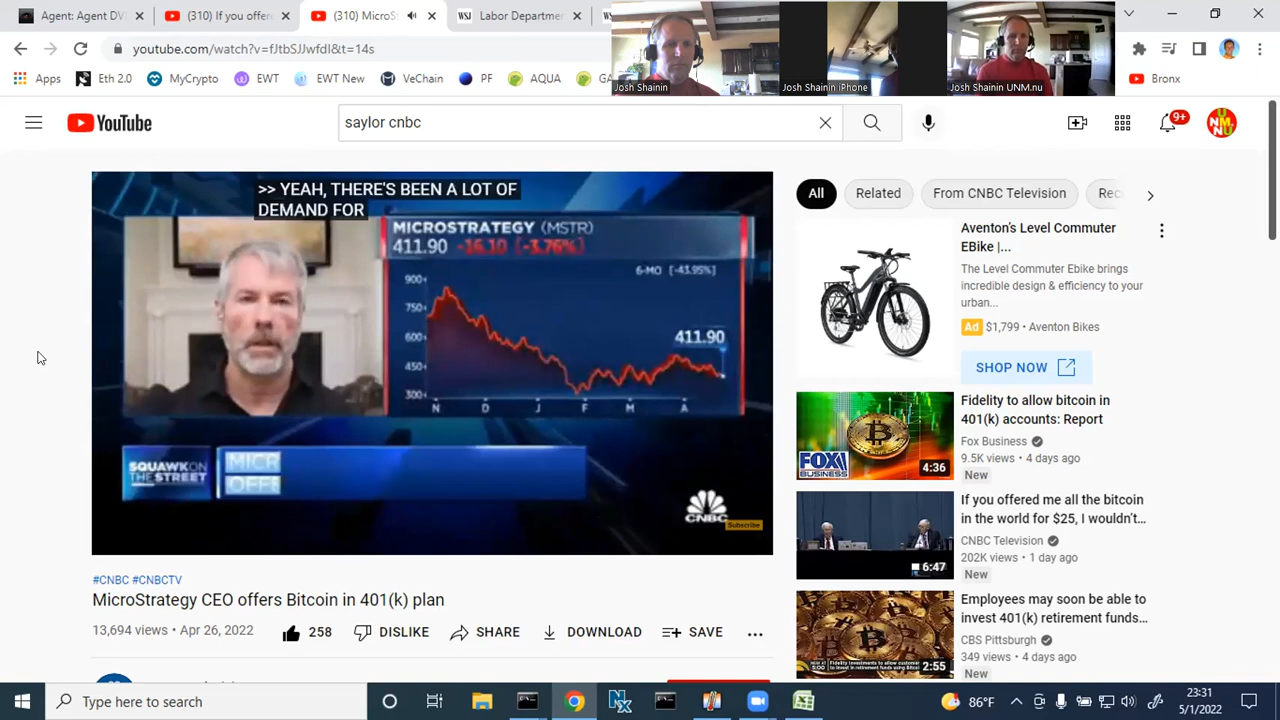 Agent: Agent DV
(310) If you offer
(310) MicroS
WSJ Labor Departme
youtube.com/watch?v=fJtbSJJwfdI&t=14s
Apps
Eth 2.0
MyCrypto
EWT
EWT New
VeChain
PF
AQUA
GA
Bronx
Josh Shainin
Josh Shainin iPhone
Josh Shainin UNM.nu
YouTube
saylor cnbc
9+
>> YEAH, THERE'S BEEN A LOT OF
DEMAND FOR
MICROSTRATEGY (MSTR)
411.90 -16.10 [-3.76%]
6-MO [-43.95%]
900
750
600
450
300
411.90
N D J F M A
SQUAWK ON
THE STREET
CNBC
Subscribe
#CNBC #CNBCTV
MicroStrategy CEO offers Bitcoin in 401(k) plan
13,694 views • Apr 26, 2022
258
DISLIKE
SHARE
DOWNLOAD
SAVE
All
Related
From CNBC Television
Rec
Aventon's Level Commuter
EBike |...
The Level Commuter Ebike brings
incredible design & efficiency to your
urban...
Ad $1,799 • Aventon Bikes
SHOP NOW
FOX
BUSINESS
4:36
Fidelity to allow bitcoin in
401(k) accounts: Report
Fox Business
9.5K views • 4 days ago
New
6:47
If you offered me all the bitcoin
in the world for $25, I wouldn't...
CNBC Television
202K views • 1 day ago
New
2:55
Employees may soon be able to
invest 401(k) retirement funds...
CBS Pittsburgh
349 views • 4 days ago
New
Type here to search
86°F
23:31
5/1/2022